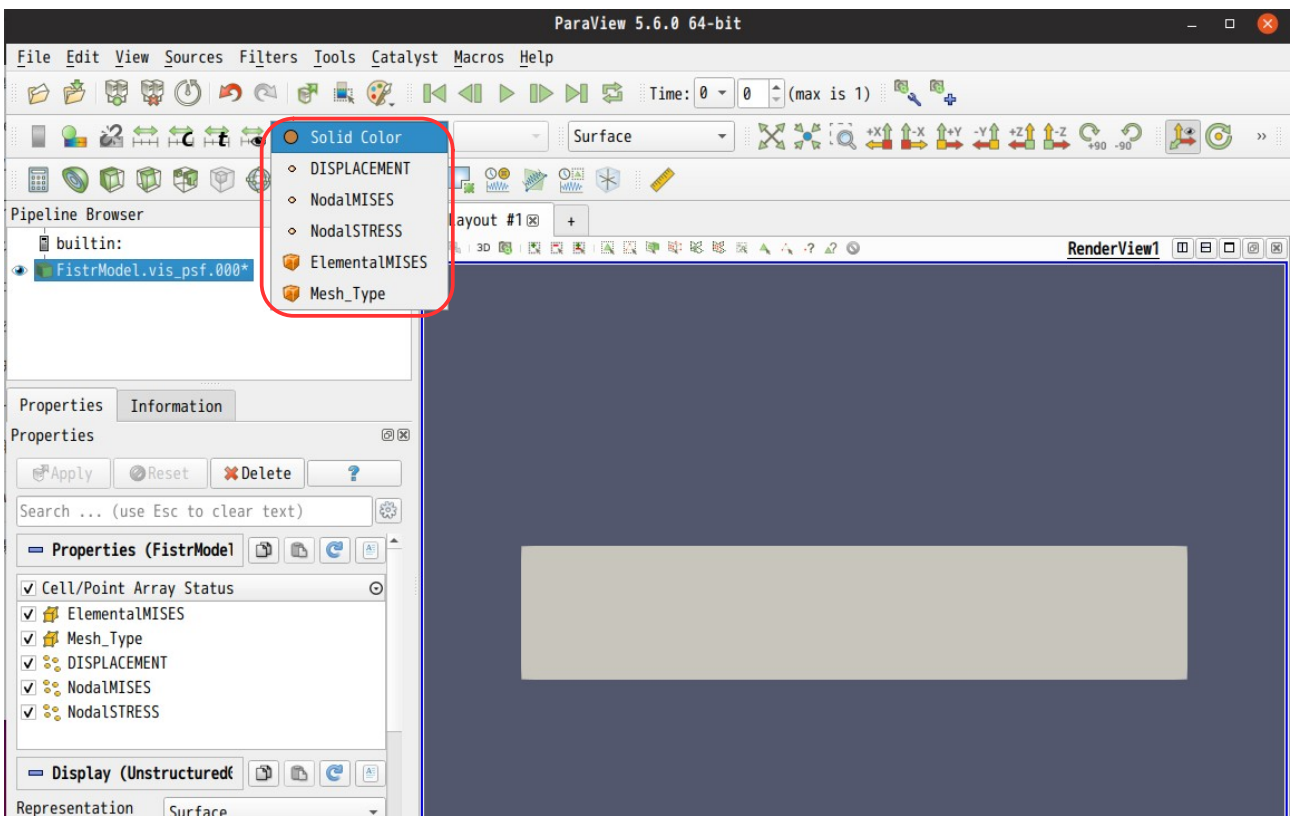 ParaView 5.6.0 64-bit
File Edit View Sources Filters Tools Catalyst Macros Help
Time: 0 0 (max is 1)
Solid Color
DISPLACEMENT
NodalMISES
NodalSTRESS
ElementalMISES
Mesh_Type
Surface
+X -X +Y -Y +Z -Z +90 -90 »
Pipeline Browser
builtin:
FistrModel.vis_psf.000*
ayout #1 +
3D
RenderView1
Properties Information
Properties
Apply Reset Delete ?
Search ... (use Esc to clear text)
Properties (FistrModel
Cell/Point Array Status
ElementalMISES
Mesh_Type
DISPLACEMENT
NodalMISES
NodalSTRESS
Display (Unstructured
Representation Surface